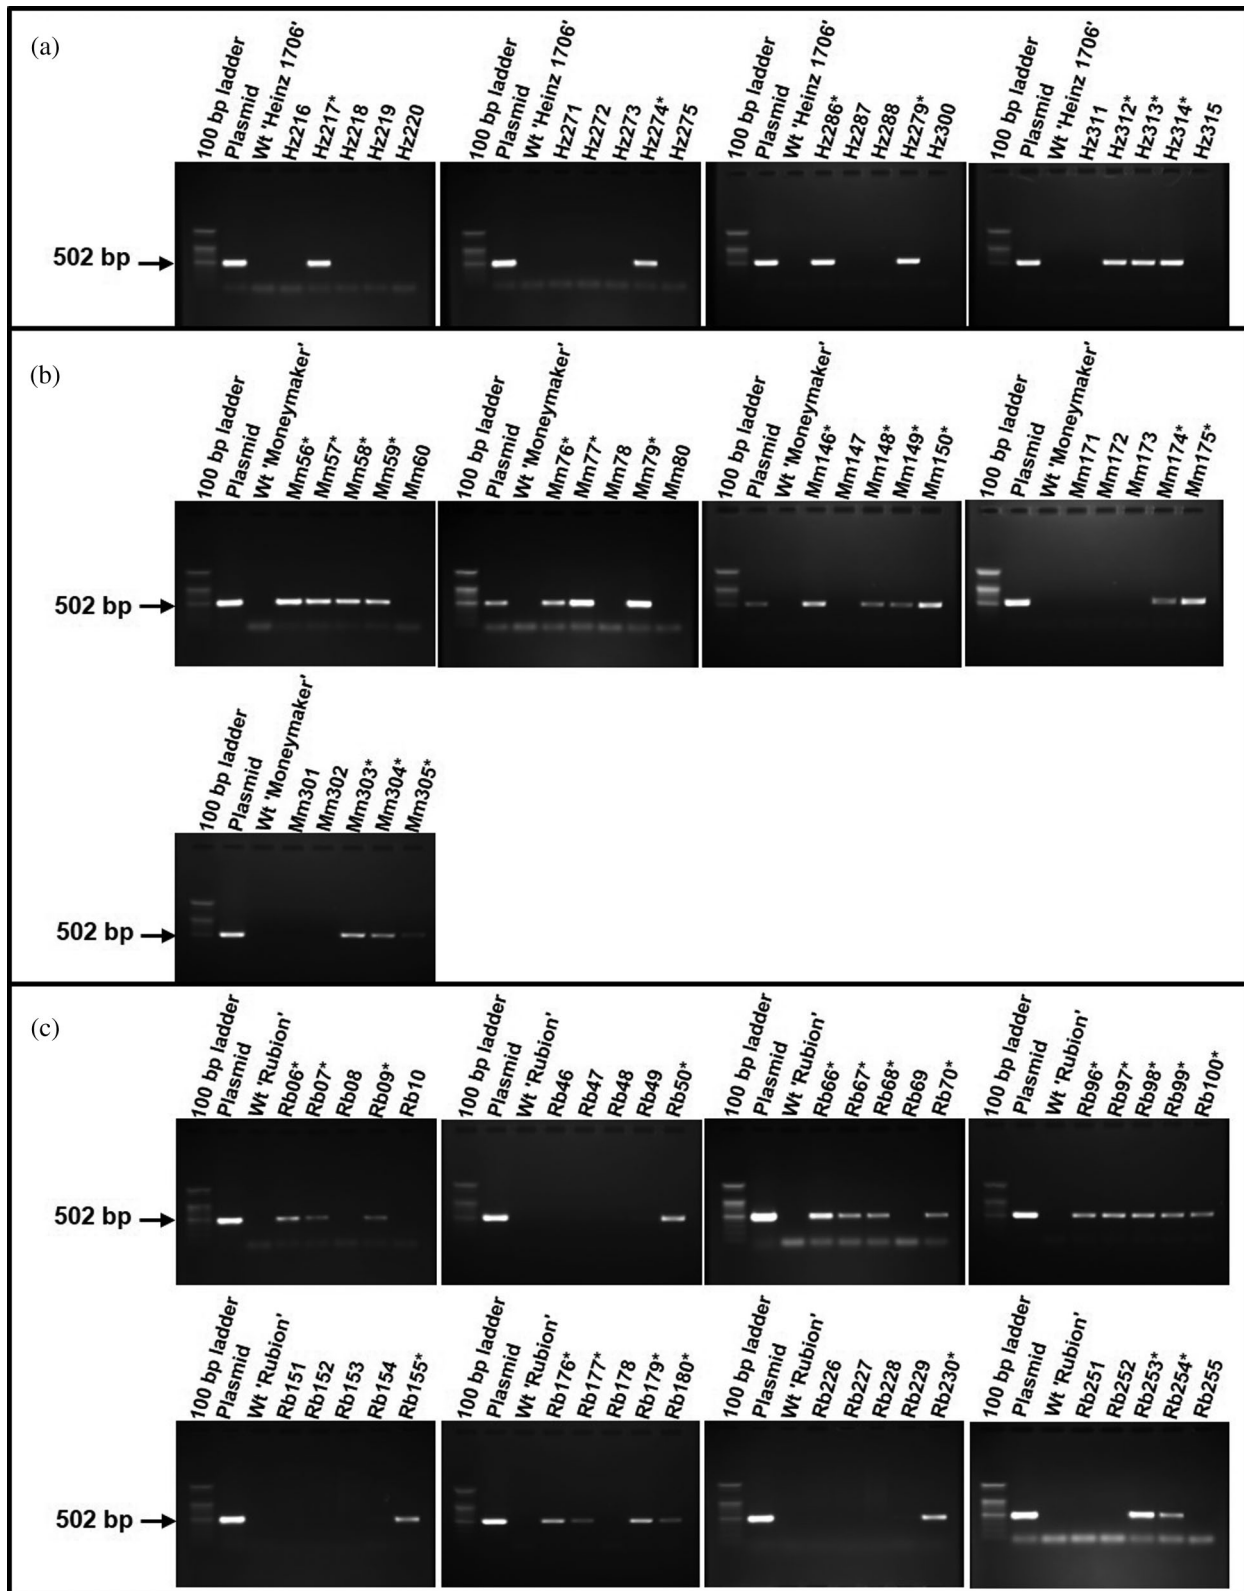 (a)
100 bp ladder
Plasmid
Wt 'Heinz 1706'
Hz216
Hz217*
Hz218
Hz219
Hz220
100 bp ladder
Plasmid
Wt 'Heinz 1706'
Hz271
Hz272
Hz273
Hz274*
Hz275
100 bp ladder
Plasmid
Wt 'Heinz 1706'
Hz286*
Hz287
Hz288
Hz279*
Hz300
100 bp ladder
Plasmid
Wt 'Heinz 1706'
Hz311
Hz312*
Hz313*
Hz314*
Hz315
502 bp
(b)
100 bp ladder
Plasmid
Wt 'Moneymaker'
Mm56*
Mm57*
Mm58*
Mm59*
Mm60
100 bp ladder
Plasmid
Wt 'Moneymaker'
Mm76*
Mm77*
Mm78
Mm79*
Mm80
100 bp ladder
Plasmid
Wt 'Moneymaker'
Mm146*
Mm147
Mm148*
Mm149*
Mm150*
100 bp ladder
Plasmid
Wt 'Moneymaker'
Mm171
Mm172
Mm173
Mm174*
Mm175*
502 bp
100 bp ladder
Plasmid
Wt 'Moneymaker'
Mm301
Mm302
Mm303*
Mm304*
Mm305*
502 bp
(c)
100 bp ladder
Plasmid
Wt 'Rubion'
Rb06*
Rb07*
Rb08
Rb09*
Rb10
100 bp ladder
Plasmid
Wt 'Rubion'
Rb46
Rb47
Rb48
Rb49
Rb50*
100 bp ladder
Plasmid
Wt 'Rubion'
Rb66*
Rb67*
Rb68*
Rb69
Rb70*
100 bp ladder
Plasmid
Wt 'Rubion'
Rb96*
Rb97*
Rb98*
Rb99*
Rb100*
502 bp
100 bp ladder
Plasmid
Wt 'Rubion'
Rb151
Rb152
Rb153
Rb154
Rb155*
100 bp ladder
Plasmid
Wt 'Rubion'
Rb176*
Rb177*
Rb178
Rb179*
Rb180*
100 bp ladder
Plasmid
Wt 'Rubion'
Rb226
Rb227
Rb228
Rb229
Rb230*
100 bp ladder
Plasmid
Wt 'Rubion'
Rb251
Rb252
Rb253*
Rb254*
Rb255
502 bp